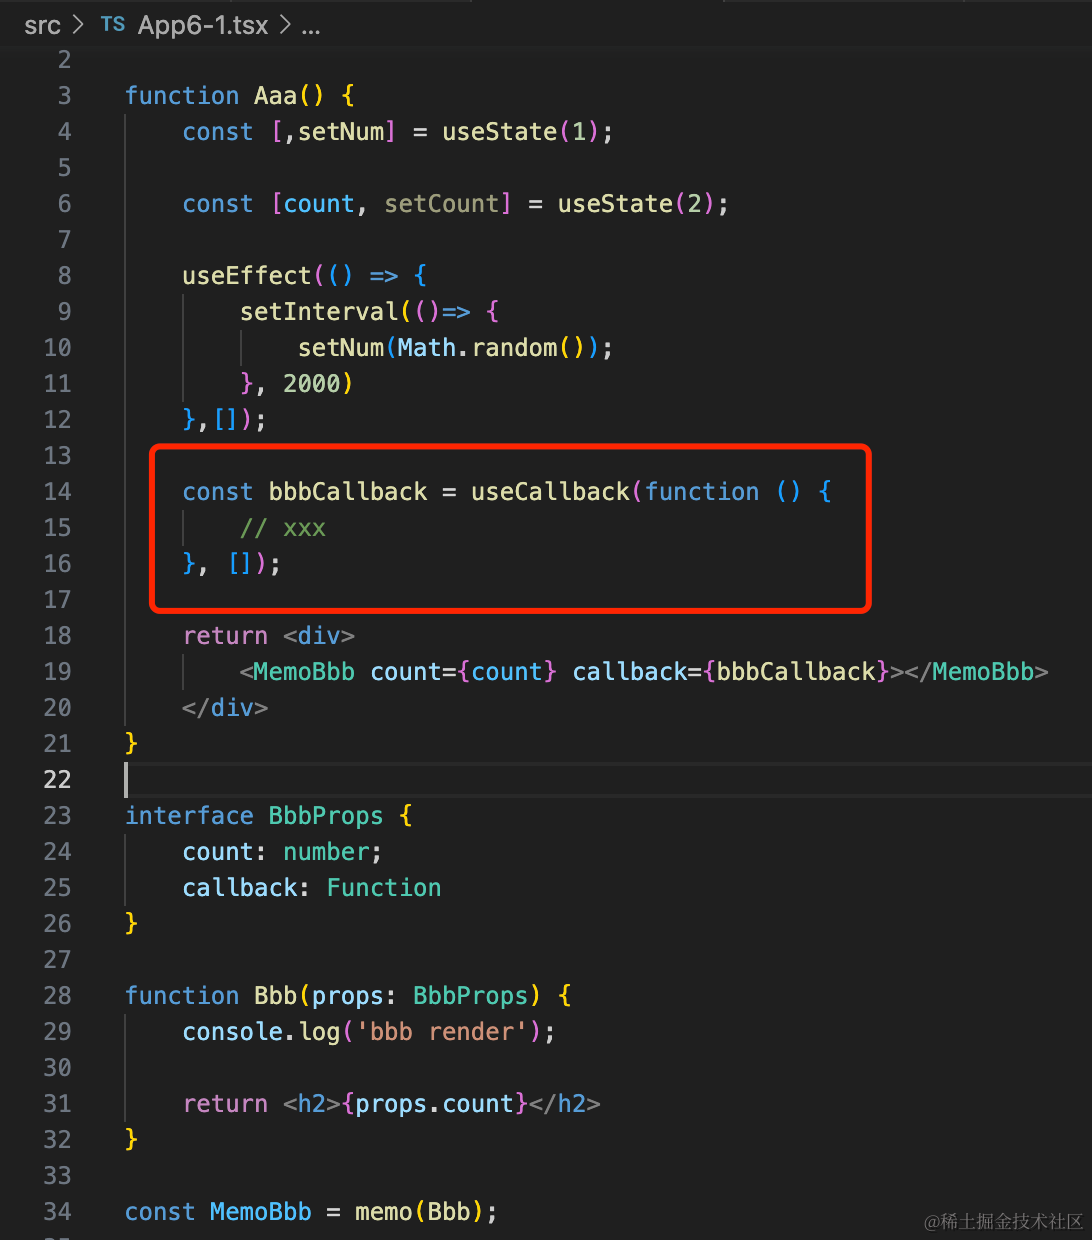 src > TS App6-1.tsx > ...
2
3 function Aaa() {
4     const [,setNum] = useState(1);
5
6     const [count, setCount] = useState(2);
7
8     useEffect(() => {
9         setInterval(()=> {
10             setNum(Math.random());
11         }, 2000)
12     },[]);
13
14     const bbbCallback = useCallback(function () {
15         // xxx
16     }, []);
17
18     return <div>
19         <MemoBbb count={count} callback={bbbCallback}></MemoBbb>
20     </div>
21 }
22
23 interface BbbProps {
24     count: number;
25     callback: Function
26 }
27
28 function Bbb(props: BbbProps) {
29     console.log('bbb render');
30
31     return <h2>{props.count}</h2>
32 }
33
34 const MemoBbb = memo(Bbb);
@稀土掘金技术社区